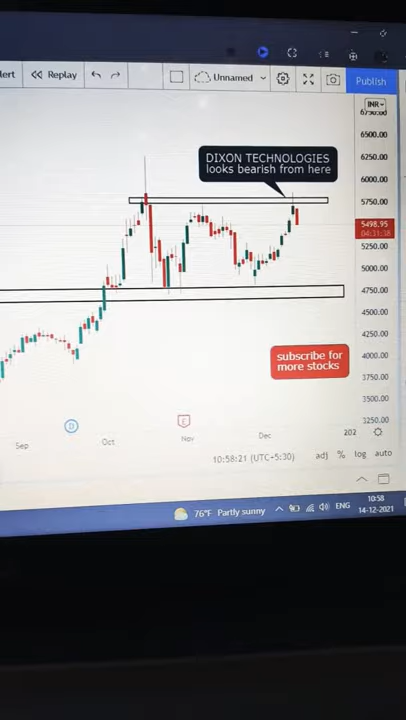 lert
Replay
Unnamed
Publish
INR
6750.00
6500.00
6250.00
6000.00
5750.00
5498.95
04:31:38
5250.00
5000.00
4750.00
4500.00
4250.00
4000.00
3750.00
3500.00
3250.00
DIXON TECHNOLOGIES
looks bearish from here
subscribe for
more stocks
D
E
Sep
Oct
Nov
Dec
202
10:58:21 (UTC+5:30)
adj
%
log
auto
76°F Partly sunny
ENG
10:58
14-12-2021